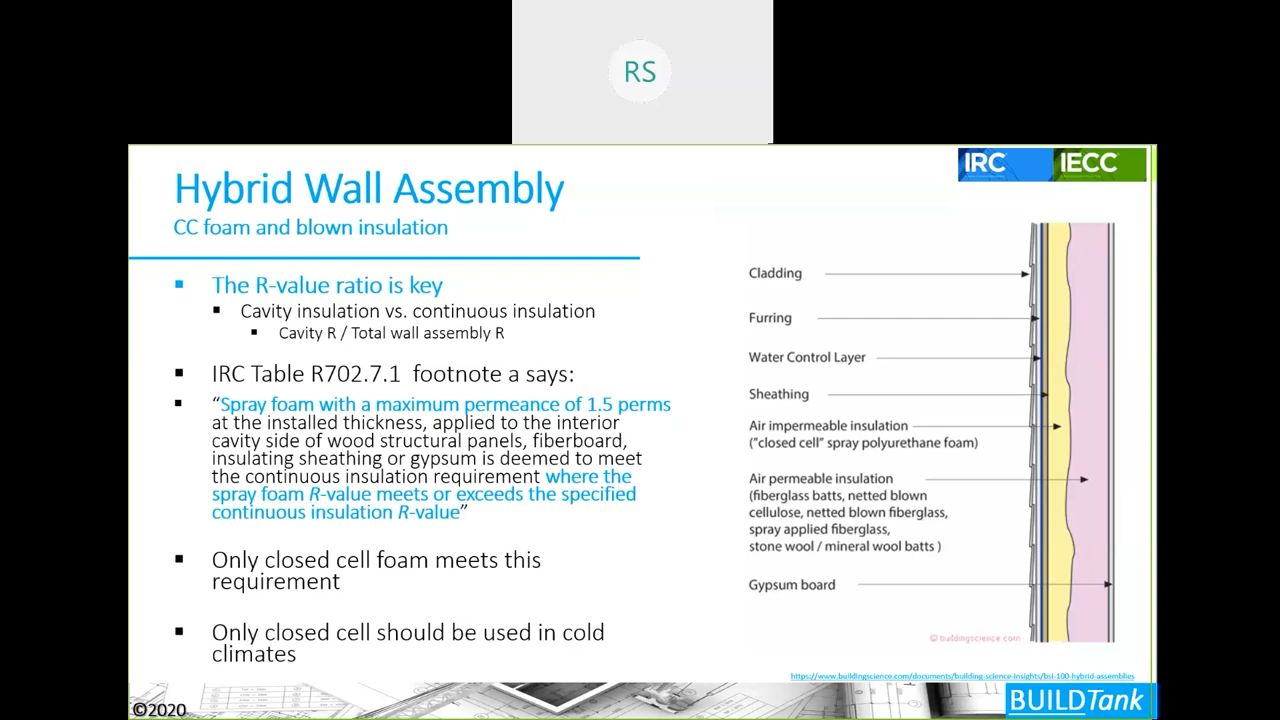 RS
IRC IECC
Hybrid Wall Assembly
CC foam and blown insulation
The R-value ratio is key
Cavity insulation vs. continuous insulation
Cavity R / Total wall assembly R
IRC Table R702.7.1 footnote a says:
“Spray foam with a maximum permeance of 1.5 perms
at the installed thickness, applied to the interior
cavity side of wood structural panels, fiberboard,
insulating sheathing or gypsum is deemed to meet
the continuous insulation requirement where the
spray foam R-value meets or exceeds the specified
continuous insulation R-value”
Only closed cell foam meets this
requirement
Only closed cell should be used in cold
climates
Cladding
Furring
Water Control Layer
Sheathing
Air impermeable insulation
("closed cell" spray polyurethane foam)
Air permeable insulation
(fiberglass batts, netted blown
cellulose, netted blown fiberglass,
spray applied fiberglass,
stone wool / mineral wool batts )
Gypsum board
© buildingscience.com
https://www.buildingscience.com/documents/building-science-insights/bsi-100-hybrid-assemblies
©2020
BUILDTank